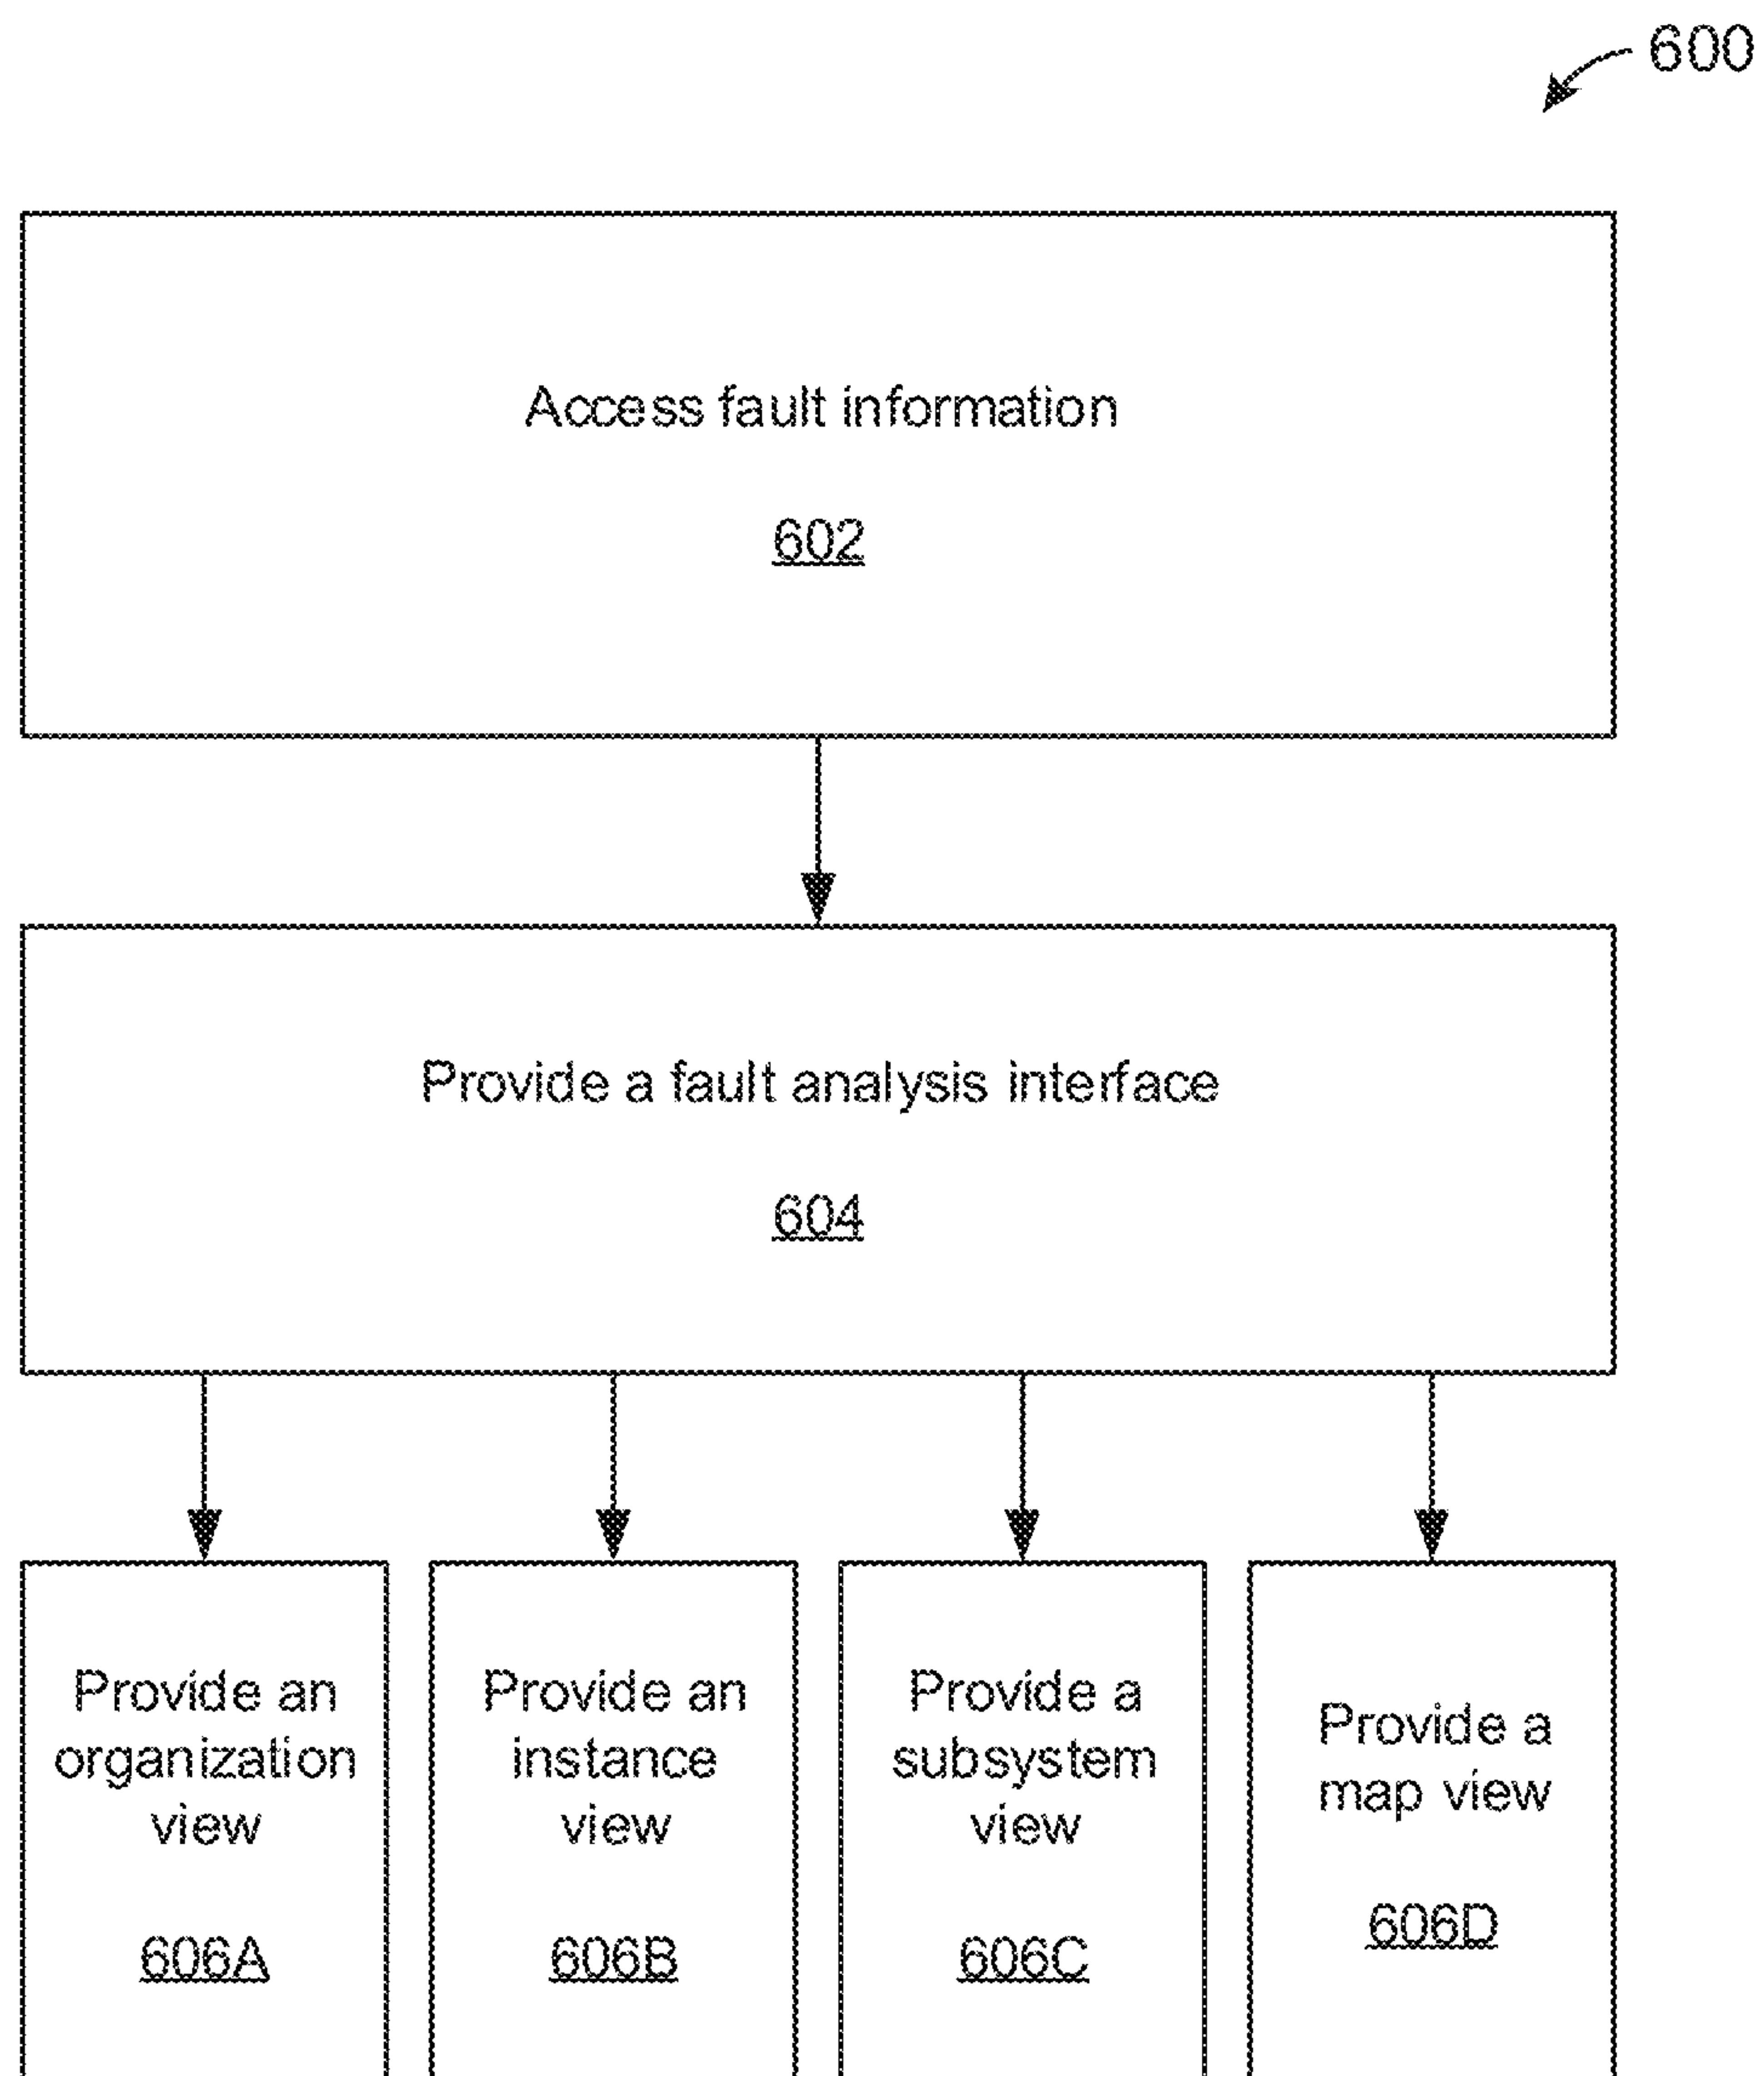 600
Access fault information
602
Provide a fault analysis interface
604
Provide an
organization
view
606A
Provide an
instance
view
606B
Provide a
subsystem
view
606C
Provide a
map view
606D